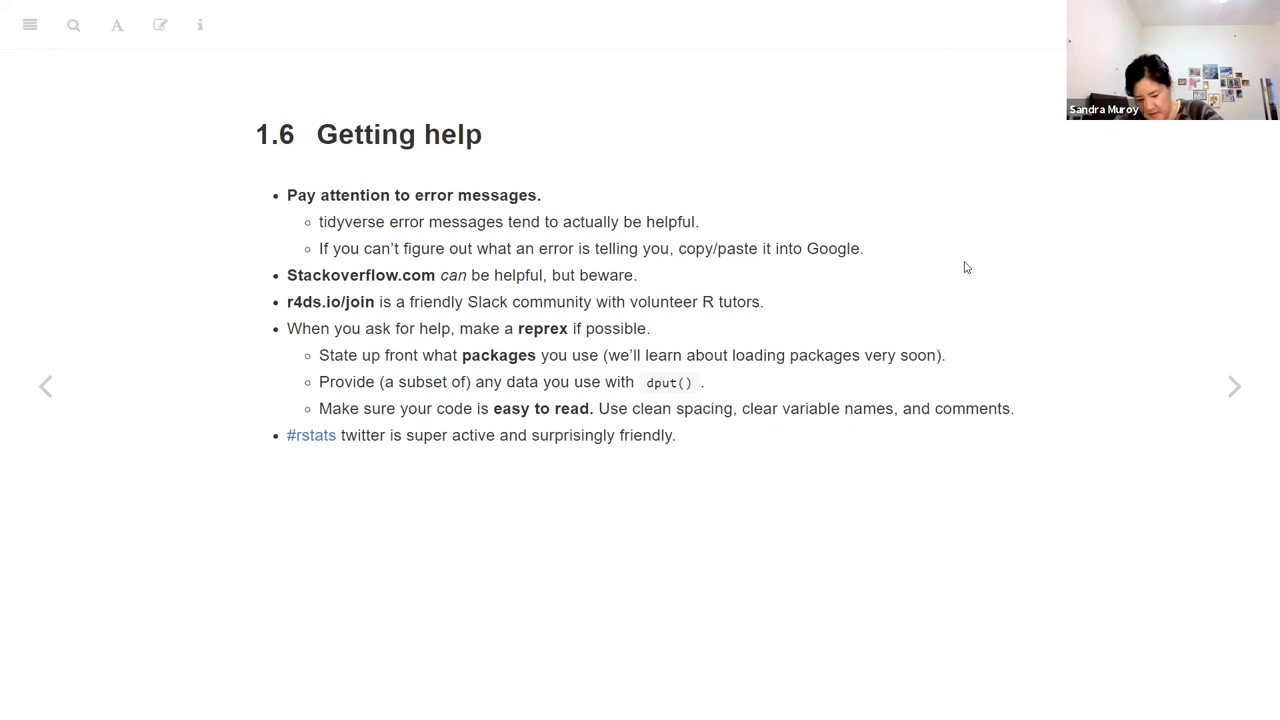 Sandra Muroy
1.6 Getting help
Pay attention to error messages.
tidyverse error messages tend to actually be helpful.
If you can’t figure out what an error is telling you, copy/paste it into Google.
Stackoverflow.com can be helpful, but beware.
r4ds.io/join is a friendly Slack community with volunteer R tutors.
When you ask for help, make a reprex if possible.
State up front what packages you use (we’ll learn about loading packages very soon).
Provide (a subset of) any data you use with dput() .
Make sure your code is easy to read. Use clean spacing, clear variable names, and comments.
#rstats twitter is super active and surprisingly friendly.